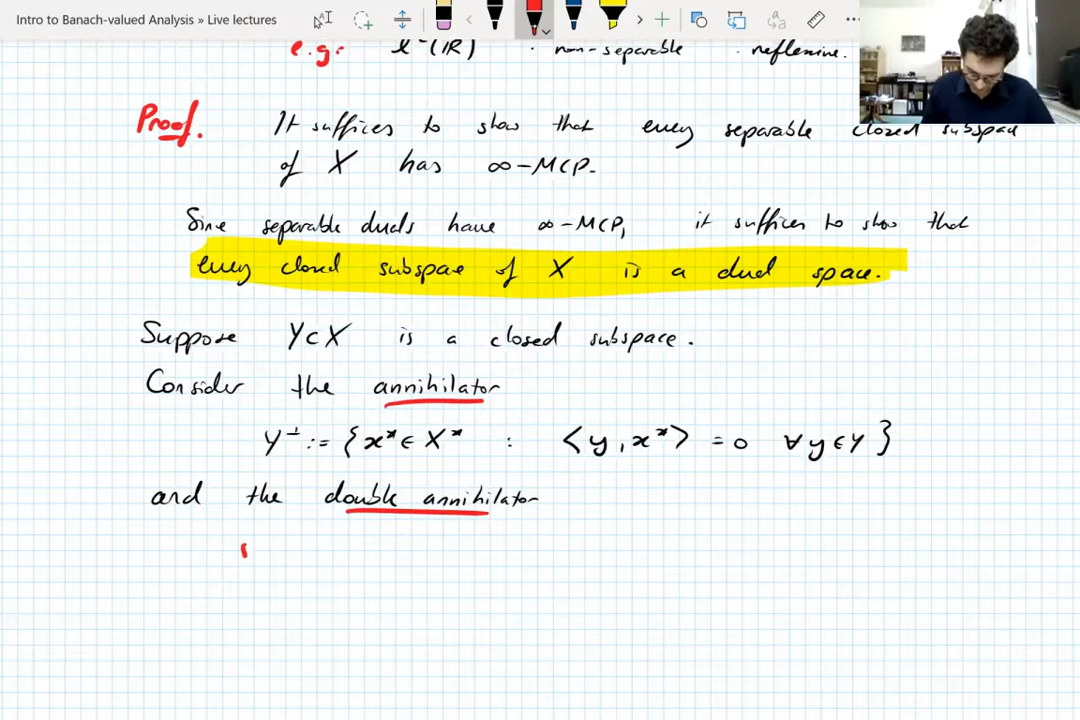 Intro to Banach-valued Analysis » Live lectures
e.g: (IR) · non-separable · reflexive.
Proof. It suffices to show that every separable closed subspace
of X has ∞-MCP.
Sine separable duals have ∞-MCP, it suffices to show that
every closed subspace of X is a dual space.
Suppose Y⊂X is a closed subspace.
Consider the annihilator
Y⊥ := {x* ∈ X* : <y, x*> = 0 ∀y∈Y}
and the double annihilator